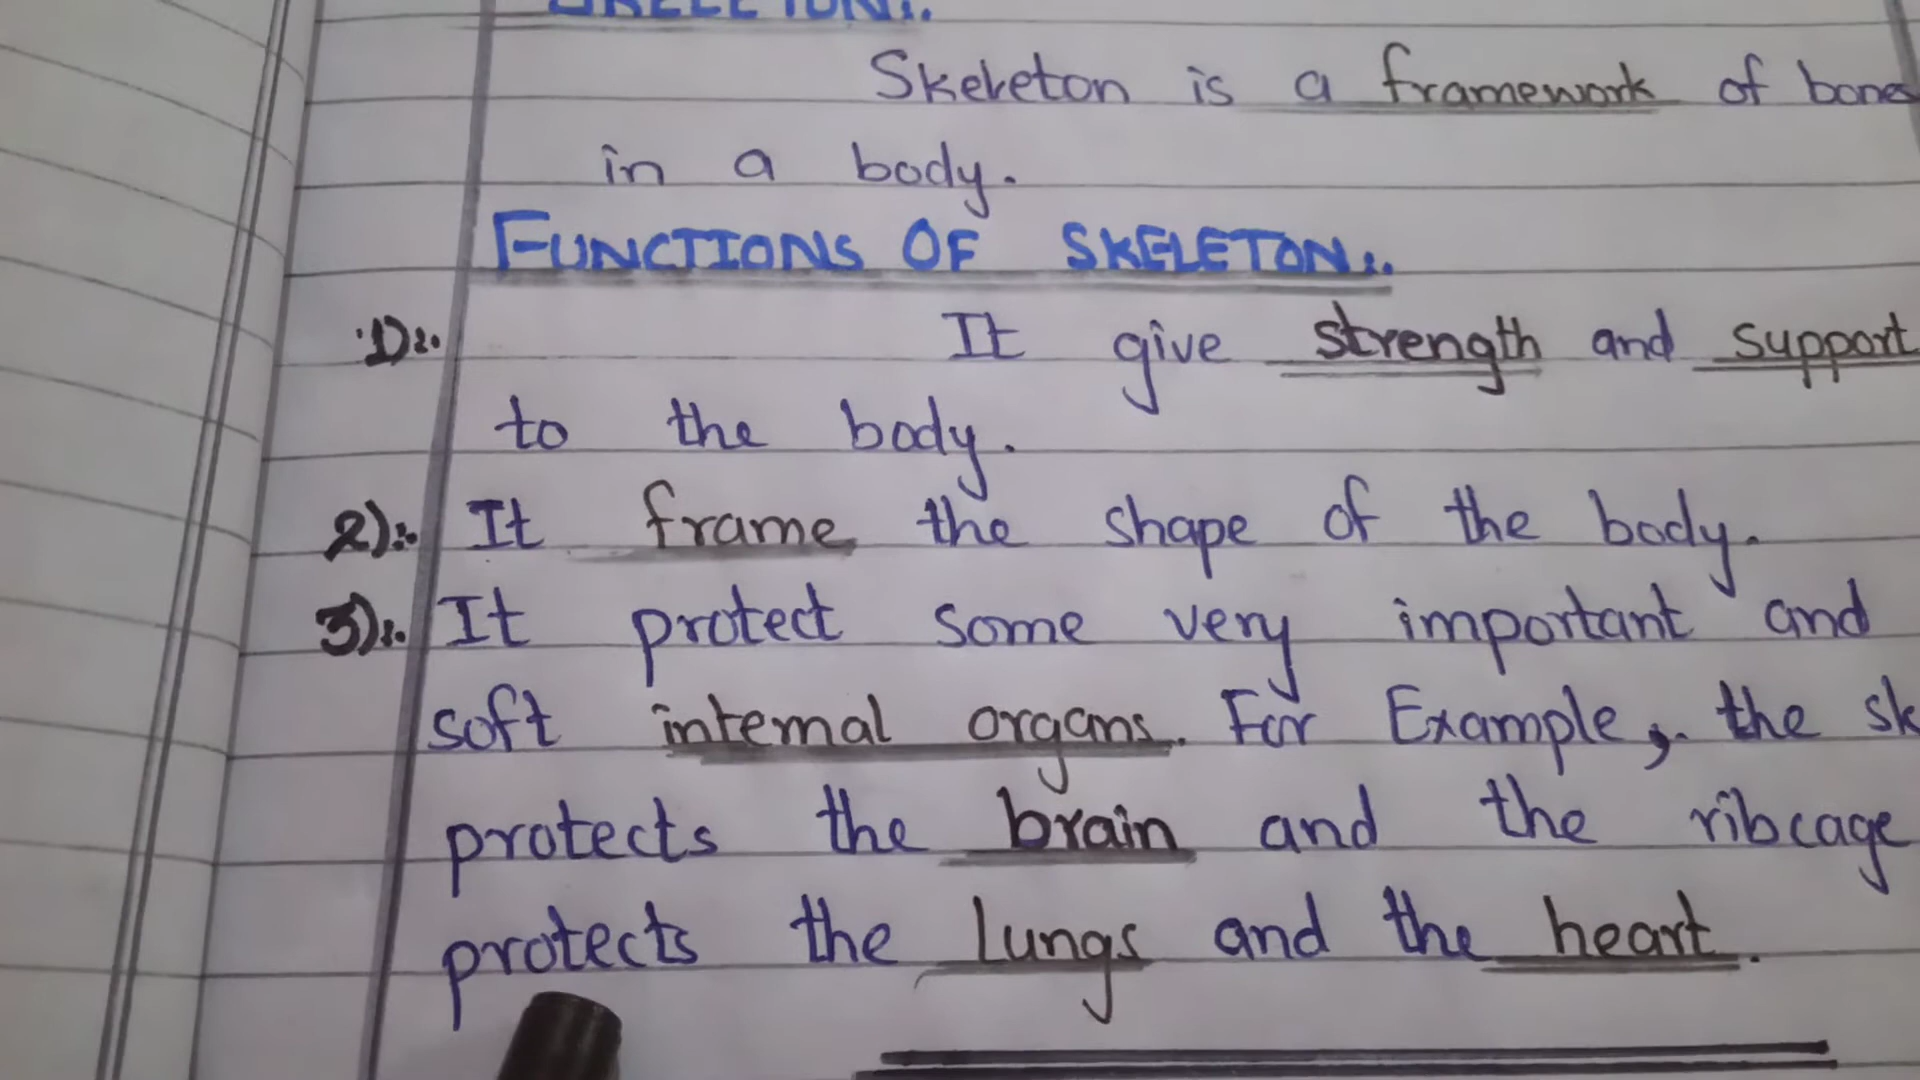 SKELETON:.
Skeleton is a framework of bones
in a body.
FUNCTIONS OF SKELETON:.
1):. It give strength and support
to the body.
2):. It frame the shape of the body.
3):. It protect some very important and
soft internal organs. For Example, the sk
protects the brain and the ribcage
protects the lungs and the heart.